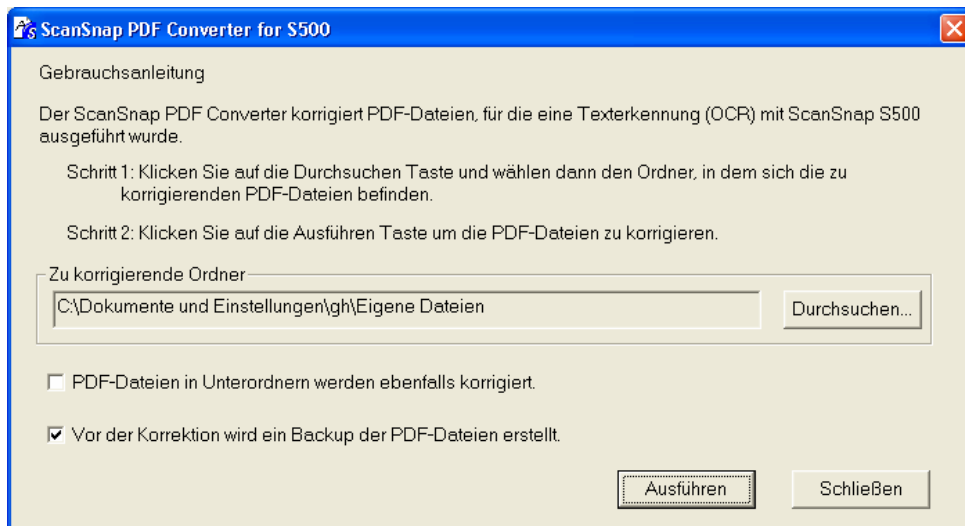 ScanSnap PDF Converter for S500
Gebrauchsanleitung
Der ScanSnap PDF Converter korrigiert PDF-Dateien, für die eine Texterkennung (OCR) mit ScanSnap S500
ausgeführt wurde.
Schritt 1: Klicken Sie auf die Durchsuchen Taste und wählen dann den Ordner, in dem sich die zu
korrigierenden PDF-Dateien befinden.
Schritt 2: Klicken Sie auf die Ausführen Taste um die PDF-Dateien zu korrigieren.
Zu korrigierende Ordner
C:\Dokumente und Einstellungen\gh\Eigene Dateien
Durchsuchen...
PDF-Dateien in Unterordnern werden ebenfalls korrigiert.
Vor der Korrektion wird ein Backup der PDF-Dateien erstellt.
Ausführen
Schließen